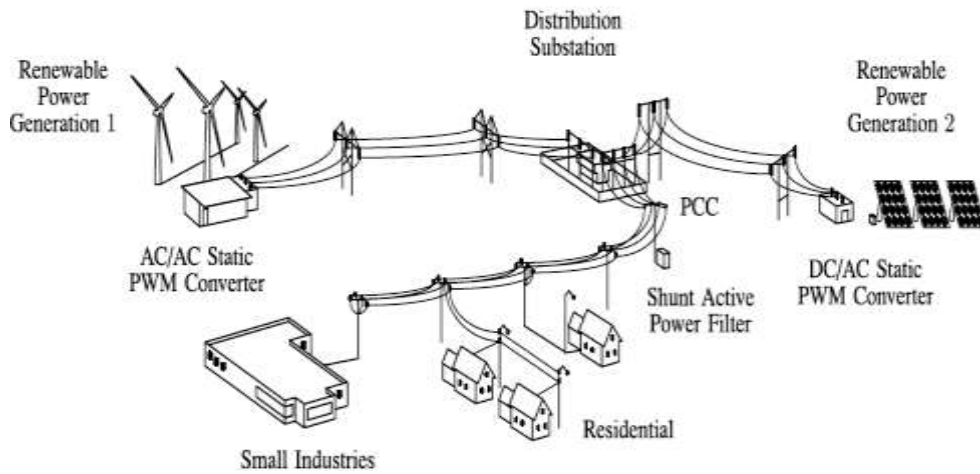 Distribution
Substation
Renewable
Power
Generation 1
Renewable
Power
Generation 2
PCC
AC/AC Static
PWM Converter
DC/AC Static
PWM Converter
Shunt Active
Power Filter
Residential
Small Industries